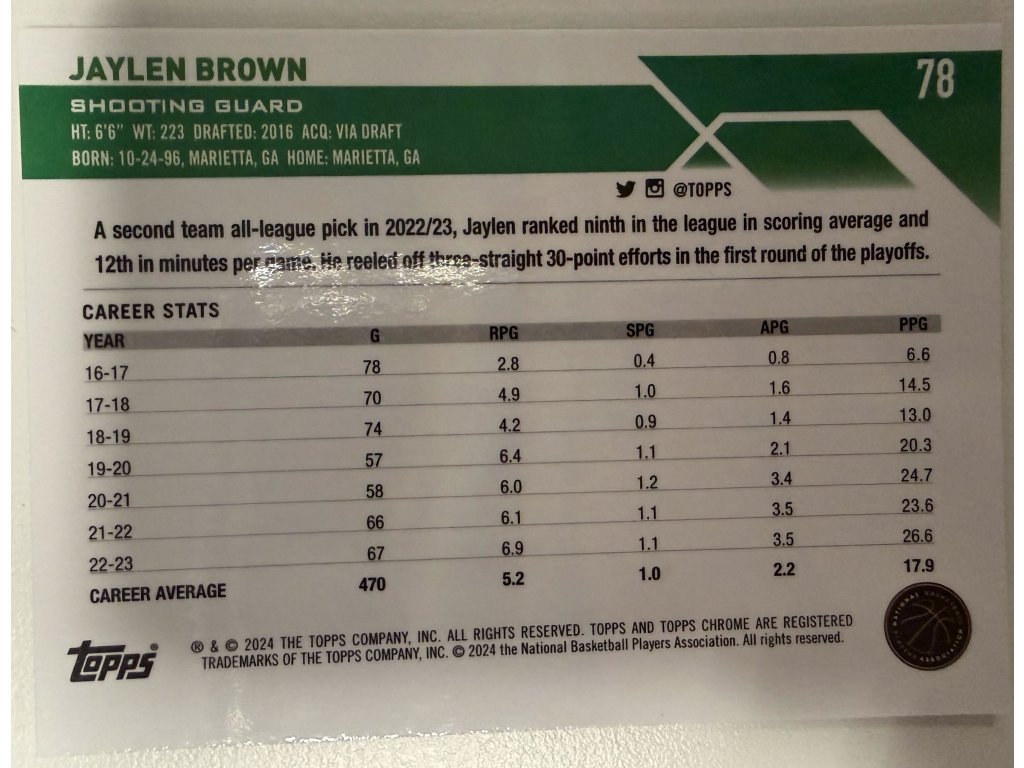 JAYLEN BROWN
78
SHOOTING GUARD
HT: 6'6" WT: 223 DRAFTED: 2016 ACQ: VIA DRAFT
BORN: 10-24-96, MARIETTA, GA HOME: MARIETTA, GA
@TOPPS
A second team all-league pick in 2022/23, Jaylen ranked ninth in the league in scoring average and
12th in minutes per game. He reeled off three-straight 30-point efforts in the first round of the playoffs.
CAREER STATS
YEAR G RPG SPG APG PPG
16-17 78 2.8 0.4 0.8 6.6
17-18 70 4.9 1.0 1.6 14.5
18-19 74 4.2 0.9 1.4 13.0
19-20 57 6.4 1.1 2.1 20.3
20-21 58 6.0 1.2 3.4 24.7
21-22 66 6.1 1.1 3.5 23.6
22-23 67 6.9 1.1 3.5 26.6
CAREER AVERAGE 470 5.2 1.0 2.2 17.9
topps®
® & © 2024 THE TOPPS COMPANY, INC. ALL RIGHTS RESERVED. TOPPS AND TOPPS CHROME ARE REGISTERED
TRADEMARKS OF THE TOPPS COMPANY, INC. © 2024 the National Basketball Players Association. All rights reserved.
NATIONAL BASKETBALL PLAYERS ASSOCIATION